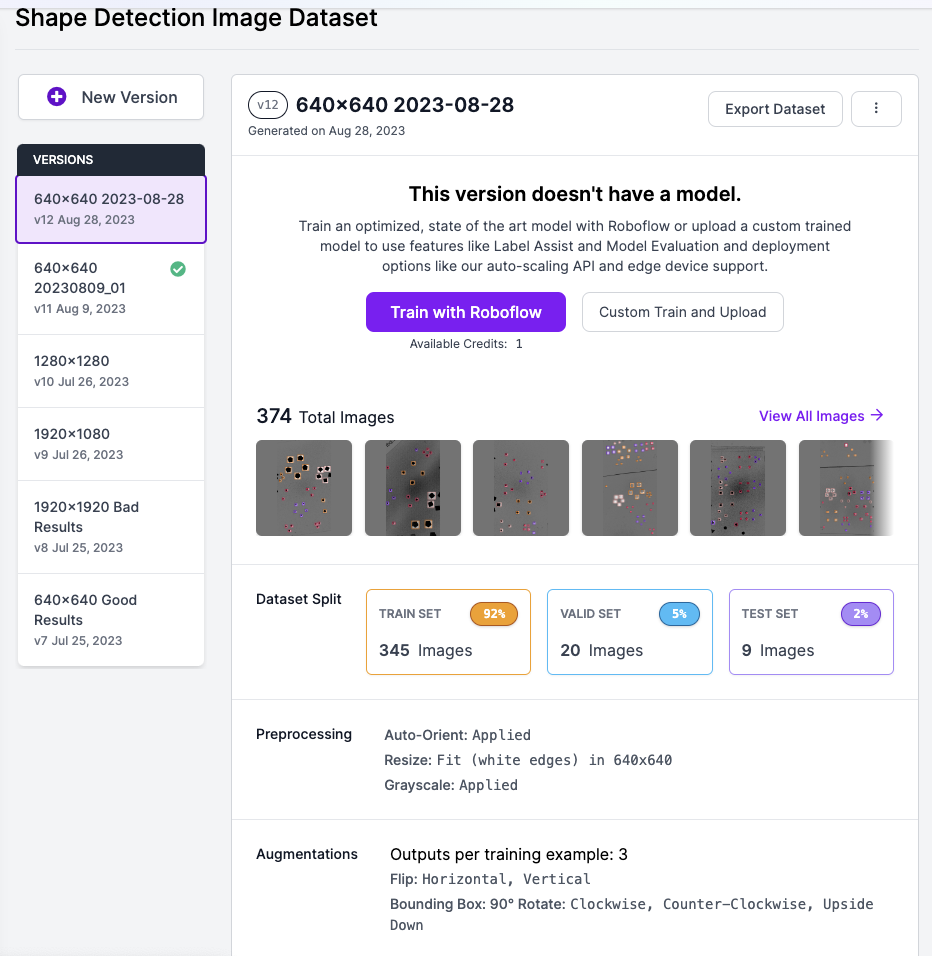 Shape Detection Image Dataset
New Version
VERSIONS
640×640 2023-08-28
v12 Aug 28, 2023
640×640
20230809_01
v11 Aug 9, 2023
1280×1280
v10 Jul 26, 2023
1920×1080
v9 Jul 26, 2023
1920×1920 Bad
Results
v8 Jul 25, 2023
640×640 Good
Results
v7 Jul 25, 2023
v12 640×640 2023-08-28
Generated on Aug 28, 2023
Export Dataset
This version doesn't have a model.
Train an optimized, state of the art model with Roboflow or upload a custom trained
model to use features like Label Assist and Model Evaluation and deployment
options like our auto-scaling API and edge device support.
Train with Roboflow
Custom Train and Upload
Available Credits: 1
374 Total Images
View All Images
Dataset Split
TRAIN SET 92%
345 Images
VALID SET 5%
20 Images
TEST SET 2%
9 Images
Preprocessing
Auto-Orient: Applied
Resize: Fit (white edges) in 640x640
Grayscale: Applied
Augmentations
Outputs per training example: 3
Flip: Horizontal, Vertical
Bounding Box: 90° Rotate: Clockwise, Counter-Clockwise, Upside
Down